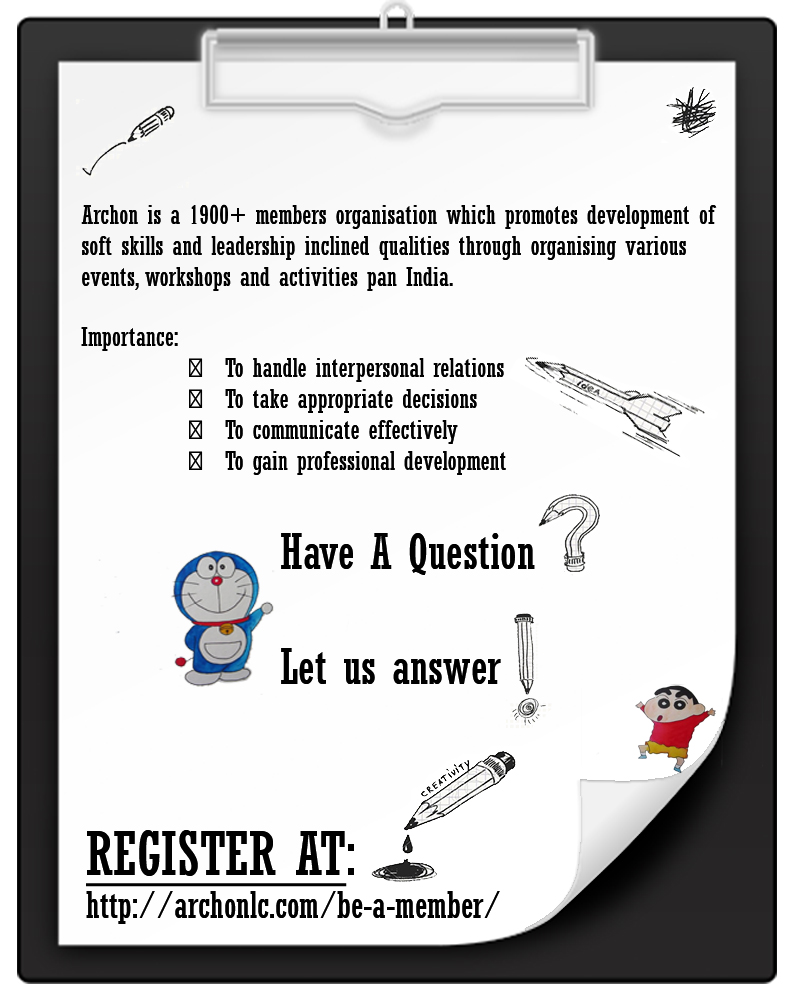 Archon is a 1900+ members organisation which promotes development of
soft skills and leadership inclined qualities through organising various
events, workshops and activities pan India.
Importance:
To handle interpersonal relations
To take appropriate decisions
IdeA
To communicate effectively
To gain professional development
Have A Question
Let us answer
CREATIVITY
REGISTER AT:
http://archonlc.com/be-a-member/